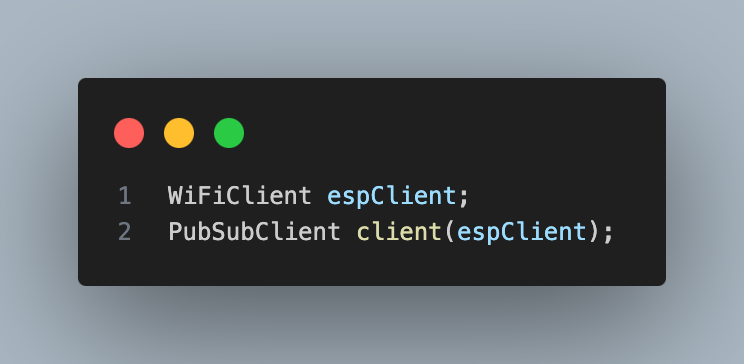 1 WiFiClient espClient;
2 PubSubClient client(espClient);